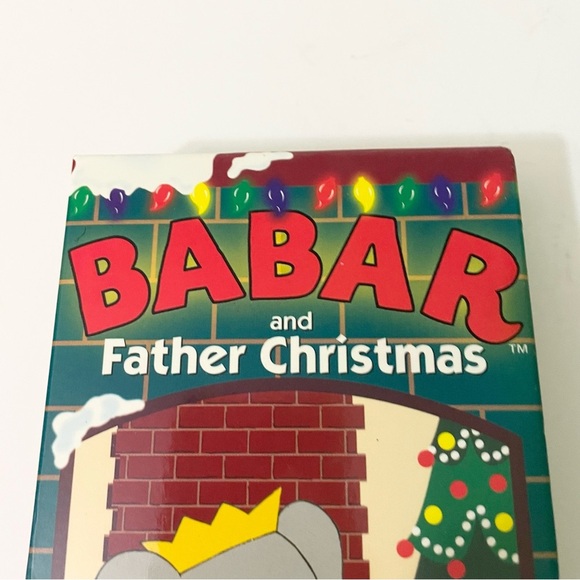 BABAR
and
Father Christmas™